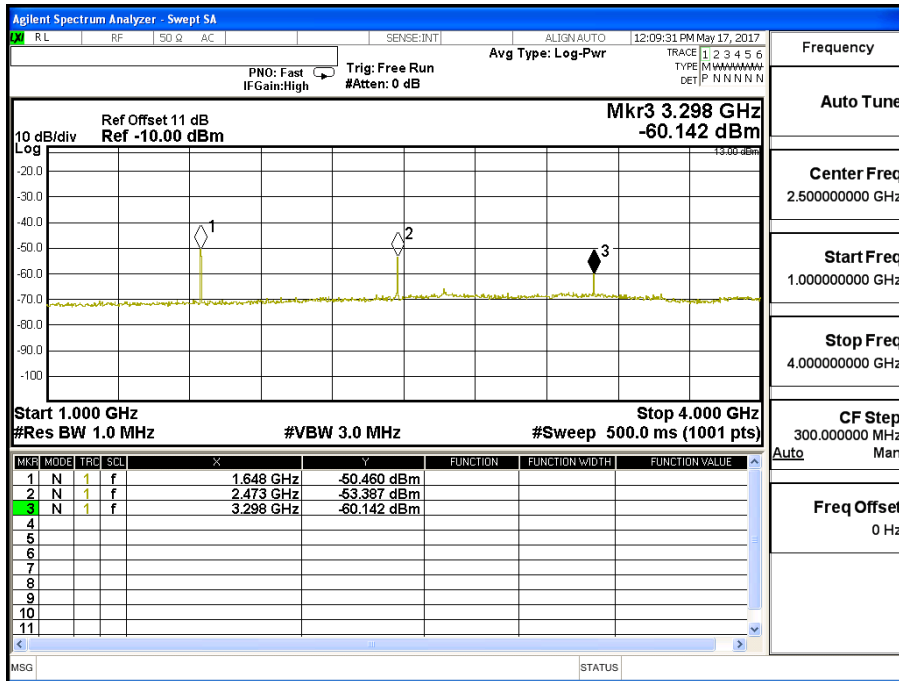 Agilent Spectrum Analyzer - Swept SA
LXI RL RF 50 Ω AC SENSE:INT ALIGN AUTO 12:09:31 PM May 17, 2017
Frequency
Avg Type: Log-Pwr TRACE 1 2 3 4 5 6
PNO: Fast Trig: Free Run TYPE M WWWWW
IFGain:High #Atten: 0 dB DET P N N N N N
Auto Tune
Mkr3 3.298 GHz
Ref Offset 11 dB
10 dB/div Ref -10.00 dBm -60.142 dBm
Log
-13.00 dBm
-20.0
-30.0
-40.0
-50.0
-60.0
-70.0
-80.0
-90.0
-100
1
2
3
Center Freq
2.500000000 GHz
Start Freq
1.000000000 GHz
Stop Freq
4.000000000 GHz
Start 1.000 GHz Stop 4.000 GHz
#Res BW 1.0 MHz #VBW 3.0 MHz #Sweep 500.0 ms (1001 pts)
CF Step
300.000000 MHz
Auto Man
MKR MODE TRC SCL X Y FUNCTION FUNCTION WIDTH FUNCTION VALUE
1 N 1 f 1.648 GHz -50.460 dBm
2 N 1 f 2.473 GHz -53.387 dBm
3 N 1 f 3.298 GHz -60.142 dBm
4
5
6
7
8
9
10
11
Freq Offset
0 Hz
MSG STATUS